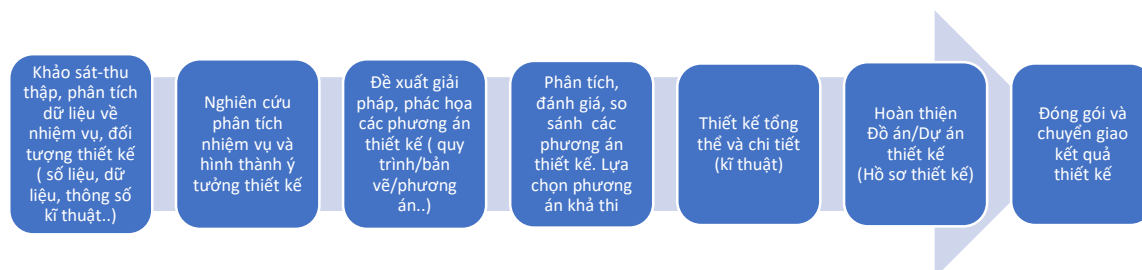 Khảo sát-thu
thập, phân tích
dữ liệu về
nhiệm vụ, đối
tượng thiết kế
( số liệu, dữ
liệu, thông số
kĩ thuật..)
Nghiên cứu
phân tích
nhiệm vụ và
hình thành ý
tưởng thiết kế
Đề xuất giải
pháp, phác họa
các phương án
thiết kế ( quy
trình/bản
vẽ/phương
án..)
Phân tích,
đánh giá, so
sánh các
phương án
thiết kế. Lựa
chọn phương
án khả thi
Thiết kế tổng
thể và chi tiết
(kĩ thuật)
Hoàn thiện
Đồ án/Dự án
thiết kế
(Hồ sơ thiết kế)
Đóng gói và
chuyển giao
kết quả
thiết kế